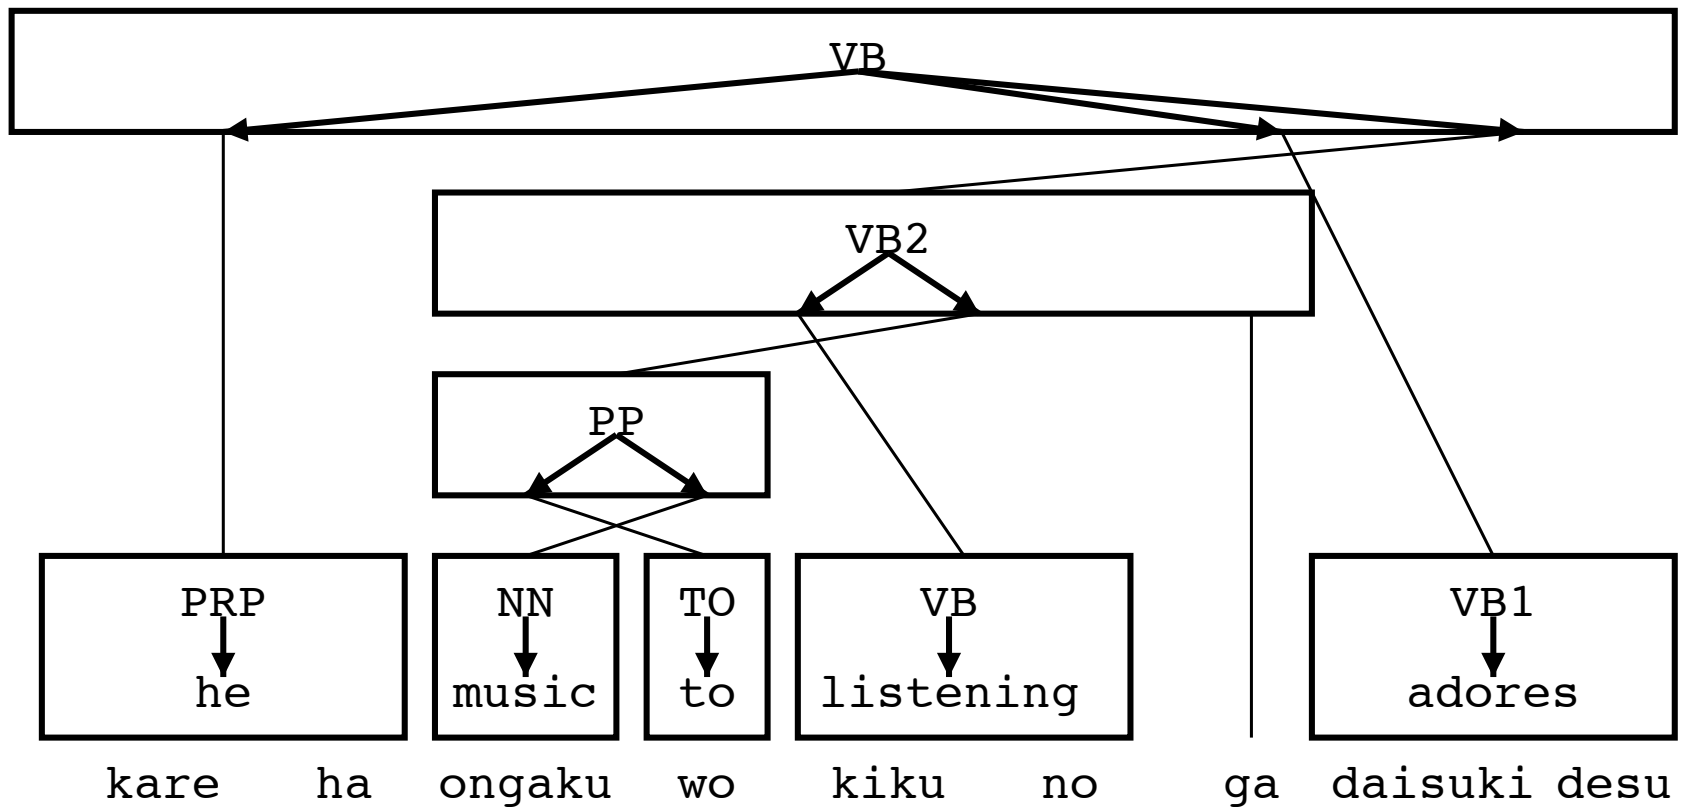 VB
VB2
PP
PRP NN TO VB VB1
he music to listening adores
kare ha ongaku wo kiku no ga daisuki desu